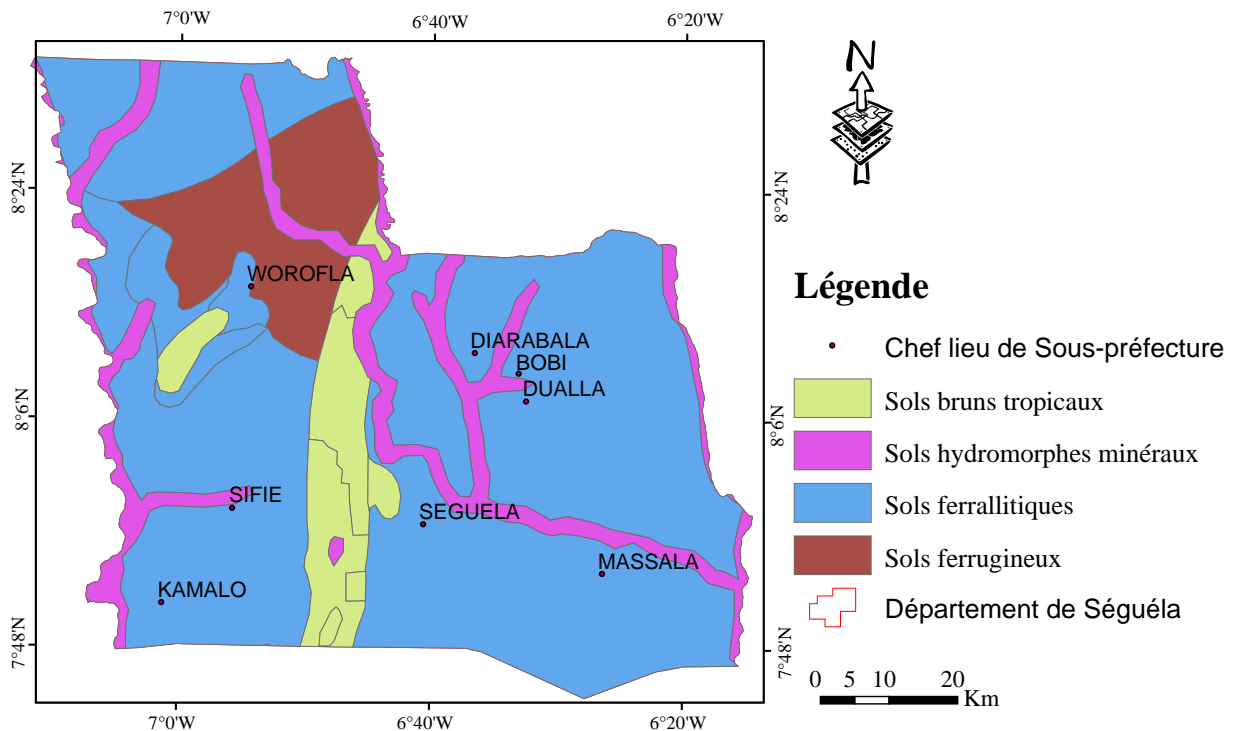 7°0'W 6°40'W 6°20'W
N
8°24'N 8°24'N
WOROFLA
Légende
DIARABALA
Chef lieu de Sous-préfecture
BOBI
DUALLA
Sols bruns tropicaux
8°6'N 8°6'N
Sols hydromorphes minéraux
SIFIE
SEGUELA
Sols ferrallitiques
MASSALA
Sols ferrugineux
KAMALO
Département de Séguéla
7°48'N 7°48'N
0 5 10 20
Km
7°0'W 6°40'W 6°20'W